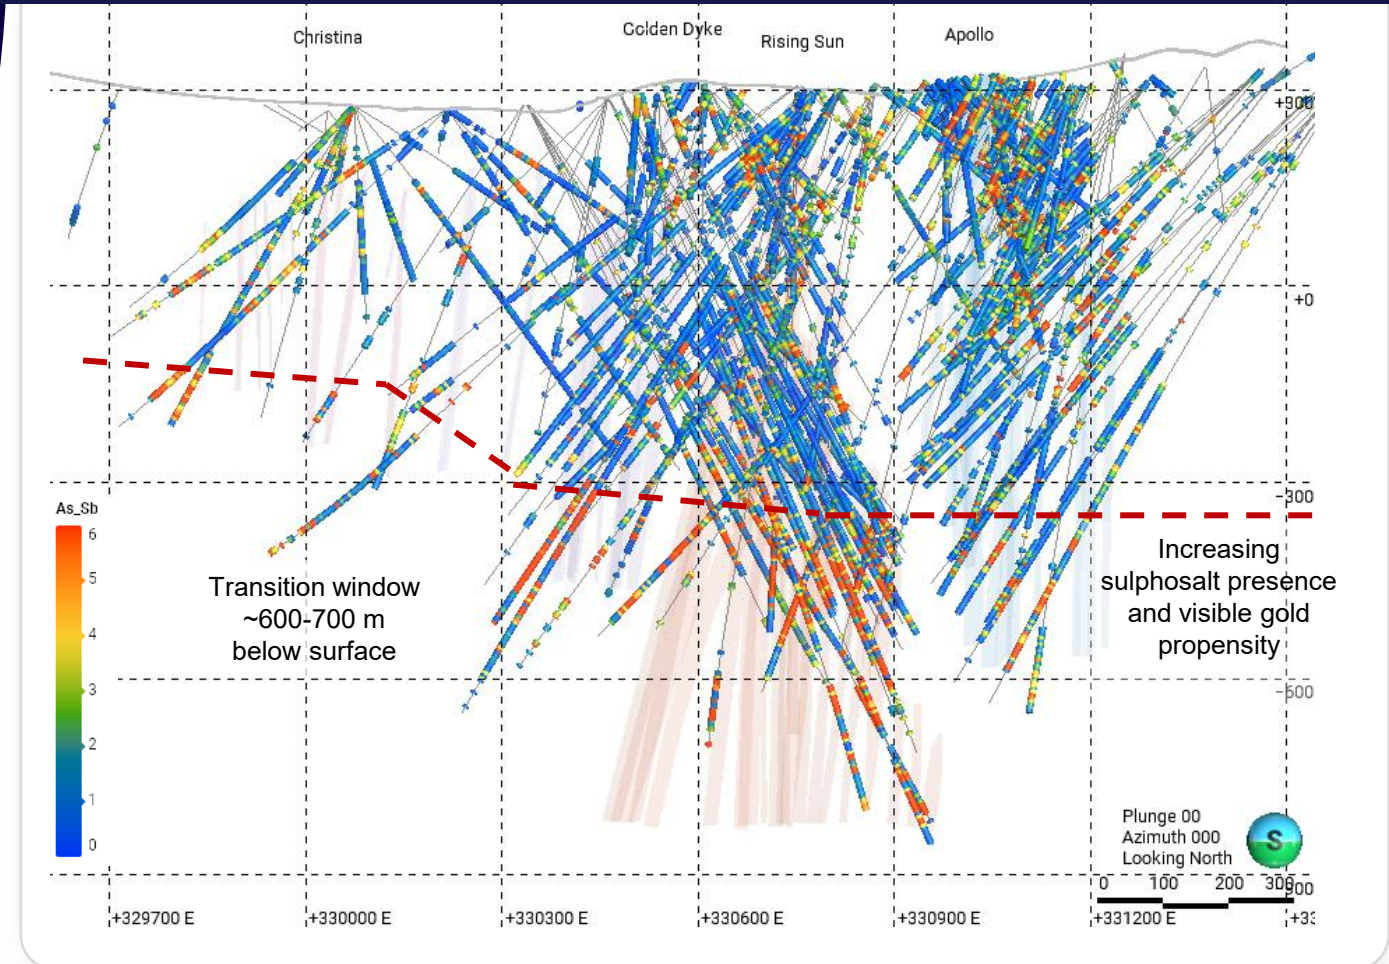 Christina
Golden Dyke
Rising Sun
Apollo
+300
+0
-300
-600
As_Sb
6
5
4
3
2
1
0
Transition window
~600-700 m
below surface
Increasing
sulphosalt presence
and visible gold
propensity
Plunge 00
Azimuth 000
Looking North
S
0 100 200 300
+329700 E
+330000 E
+330300 E
+330600 E
+330900 E
+331200 E